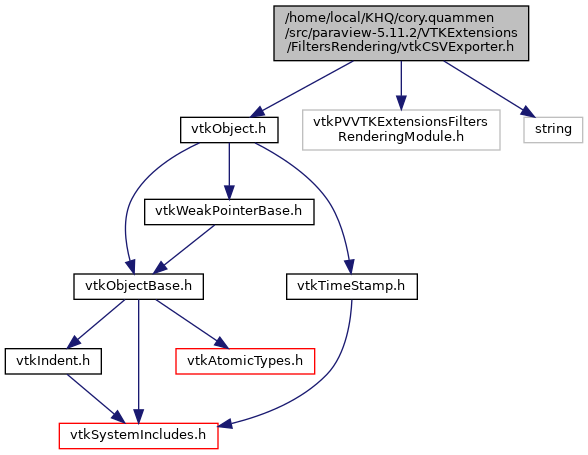 /home/local/KHQ/cory.quammen
/src/paraview-5.11.2/VTKExtensions
/FiltersRendering/vtkCSVExporter.h
vtkObject.h
vtkPVVTKExtensionsFilters
RenderingModule.h
string
vtkWeakPointerBase.h
vtkObjectBase.h
vtkTimeStamp.h
vtkIndent.h
vtkAtomicTypes.h
vtkSystemIncludes.h